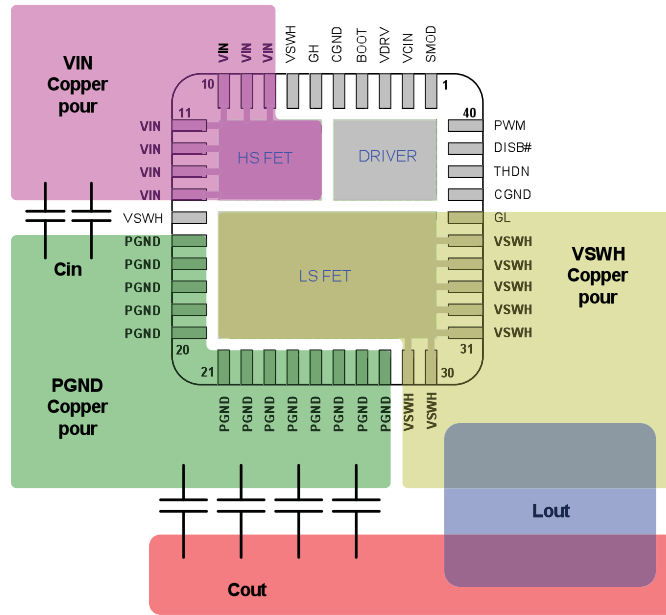 VIN
Copper
pour
VIN
VIN
VIN
VSWH
GH
CGND
BOOT
VDRV
VCIN
SMOD
10
1
11
40
VIN
VIN
VIN
VIN
VSWH
PGND
PGND
PGND
PGND
PGND
HS FET
DRIVER
LS FET
PWM
DISB#
THDN
CGND
GL
VSWH
VSWH
VSWH
VSWH
VSWH
VSWH
Copper
pour
Cin
20
31
21
30
PGND
Copper
pour
PGND
PGND
PGND
PGND
PGND
PGND
PGND
PGND
VSWH
VSWH
Lout
Cout